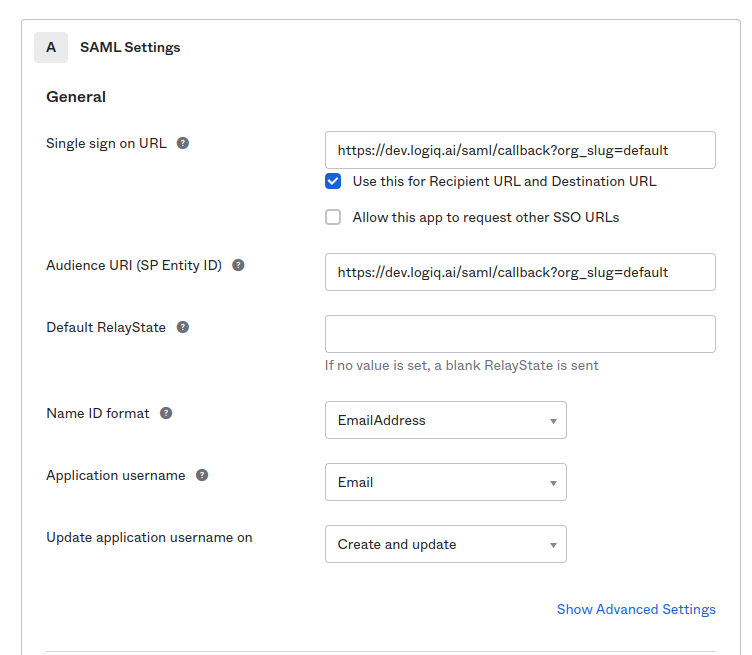 A SAML Settings
General
Single sign on URL ?
https://dev.logiq.ai/saml/callback?org_slug=default
Use this for Recipient URL and Destination URL
Allow this app to request other SSO URLs
Audience URI (SP Entity ID) ?
https://dev.logiq.ai/saml/callback?org_slug=default
Default RelayState ?
If no value is set, a blank RelayState is sent
Name ID format ?
EmailAddress
Application username ?
Email
Update application username on
Create and update
Show Advanced Settings